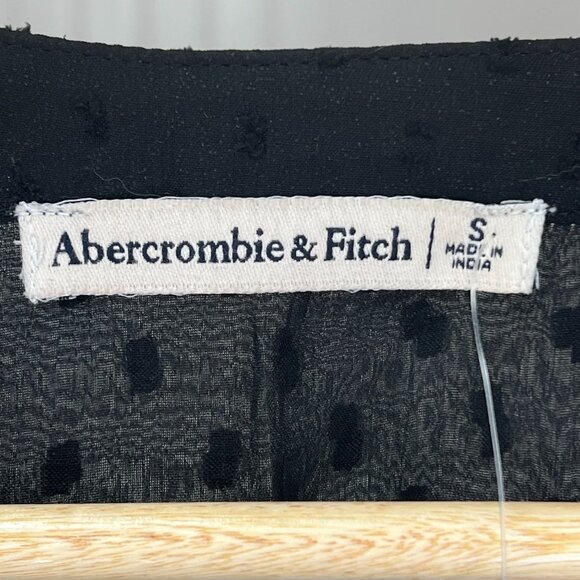 Abercrombie & Fitch
S.
MADE IN
INDIA